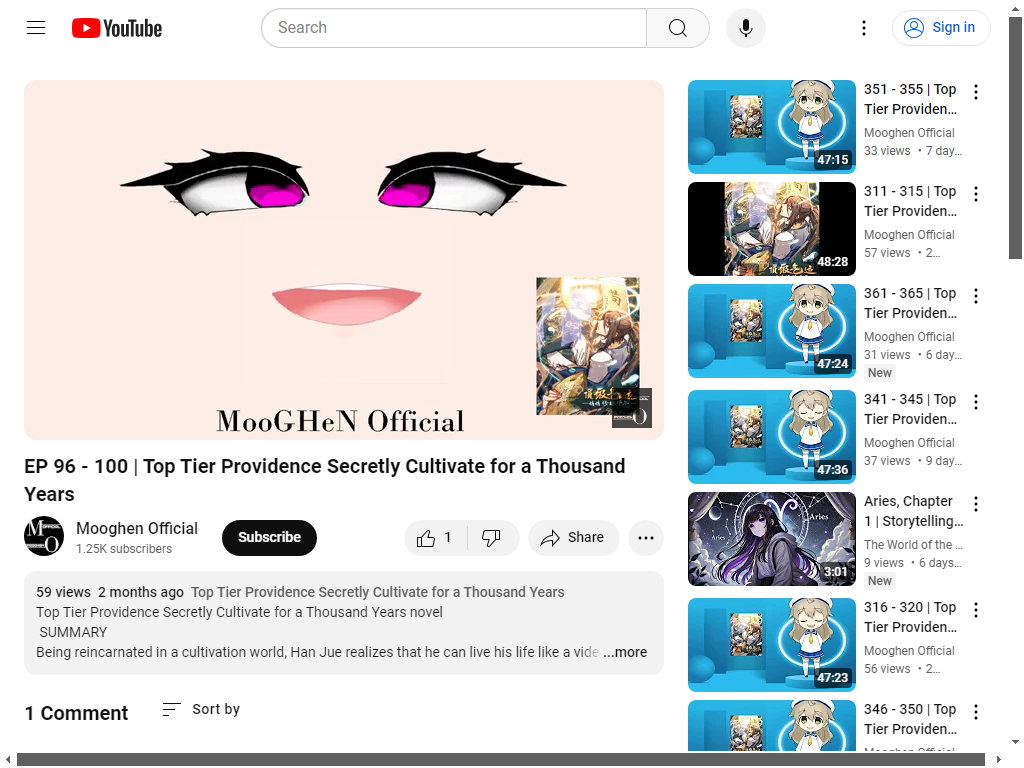 YouTube
Search
Sign in
MooGHeN Official
EP 96 - 100 | Top Tier Providence Secretly Cultivate for a Thousand
Years
Mooghen Official
1.25K subscribers
Subscribe
1
Share
59 views 2 months ago Top Tier Providence Secretly Cultivate for a Thousand Years
Top Tier Providence Secretly Cultivate for a Thousand Years novel
SUMMARY
Being reincarnated in a cultivation world, Han Jue realizes that he can live his life like a vide ...more
1 Comment
Sort by
47:15
351 - 355 | Top
Tier Providen...
Mooghen Official
33 views • 7 day...
48:28
311 - 315 | Top
Tier Providen...
Mooghen Official
57 views • 2...
47:24
361 - 365 | Top
Tier Providen...
Mooghen Official
31 views • 6 day...
New
47:36
341 - 345 | Top
Tier Providen...
Mooghen Official
37 views • 9 day...
Aries
Aries
3:01
Aries, Chapter
1 | Storytelling...
The World of the ...
9 views • 6 days...
New
47:23
316 - 320 | Top
Tier Providen...
Mooghen Official
56 views • 2...
346 - 350 | Top
Tier Providen...
Mooghen Official